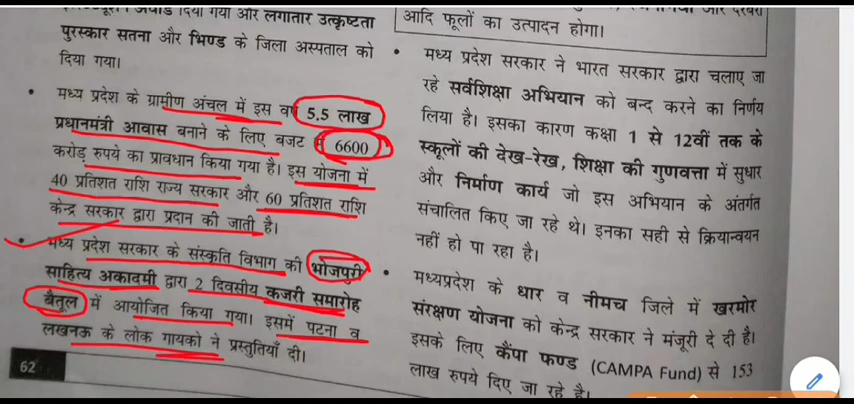 दिया गया और लगातार उत्कृष्टता
पुरस्कार सतना और भिण्ड के जिला अस्पताल को
दिया गया।
• मध्य प्रदेश के ग्रामीण अंचल में इस वर्ष 5.5 लाख
प्रधानमंत्री आवास बनाने के लिए बजट में 6600
करोड़ रुपये का प्रावधान किया गया है। इस योजना में
40 प्रतिशत राशि राज्य सरकार और 60 प्रतिशत राशि
केन्द्र सरकार द्वारा प्रदान की जाती है।
• मध्य प्रदेश सरकार के संस्कृति विभाग की भोजपुरी
साहित्य अकादमी द्वारा 2 दिवसीय कजरी समारोह
बैतूल में आयोजित किया गया। इसमें पटना व
लखनऊ के लोक गायको ने प्रस्तुतियाँ दी।
62
आदि फूलों का उत्पादन होगा।
• मध्य प्रदेश सरकार ने भारत सरकार द्वारा चलाए जा
रहे सर्वशिक्षा अभियान को बन्द करने का निर्णय
लिया है। इसका कारण कक्षा 1 से 12वीं तक के
स्कूलों की देख-रेख, शिक्षा की गुणवत्ता में सुधार
और निर्माण कार्य जो इस अभियान के अंतर्गत
संचालित किए जा रहे थे। इनका सही से क्रियान्वयन
नहीं हो पा रहा है।
• मध्यप्रदेश के धार व नीमच जिले में खरमोर
संरक्षण योजना को केन्द्र सरकार ने मंजूरी दे दी है।
इसके लिए कैंपा फण्ड (CAMPA Fund) से 153
लाख रुपये दिए जा रहे है।